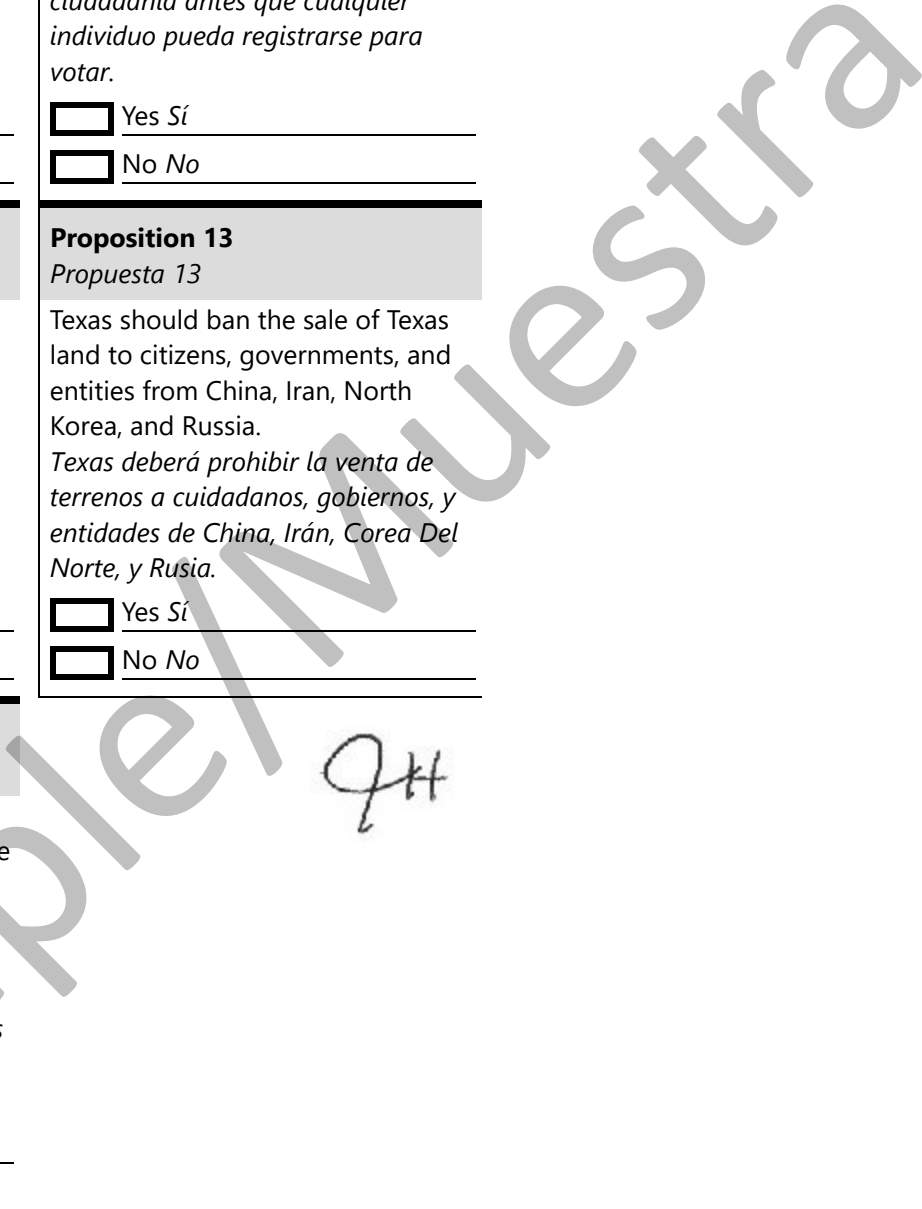 ciudadanía antes que cualquier
individuo pueda registrarse para
votar.
Yes Sí
No No
Proposition 13
Propuesta 13
Texas should ban the sale of Texas
land to citizens, governments, and
entities from China, Iran, North
Korea, and Russia.
Texas deberá prohibir la venta de
terrenos a cuidadanos, gobiernos, y
entidades de China, Irán, Corea Del
Norte, y Rusia.
Yes Sí
No No
JH
ple/Muestra
e
s